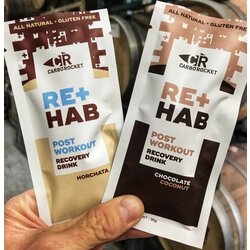 ALL NATURAL - GLUTEN FREE
CR
CARBOROCKET
RE+
HAB
POST
WORKOUT
RECOVERY
DRINK
HORCHATA
ALL NATURAL - GLUTEN FREE
CR
CARBOROCKET
RE+
HAB
POST
WORKOUT
RECOVERY
DRINK
CHOCOLATE
COCONUT